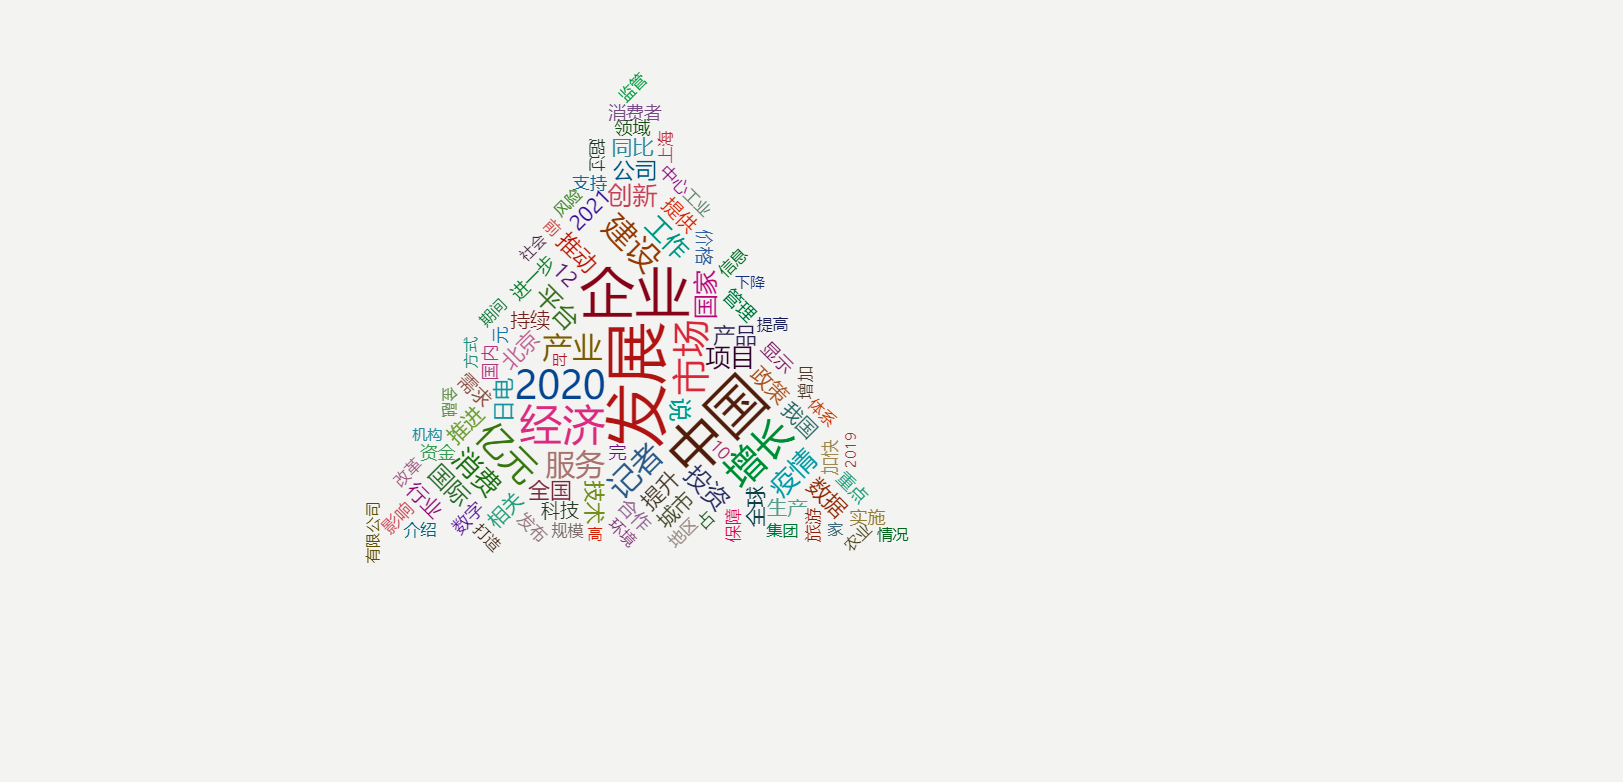 监管
消费者
领域
超过
同比
上海
公司
支持
中心
创新
风险
2021
工业
提供
前
建设
工作
社会
推动
价格
信息
进一步
12
企业
国家
下降
平台
管理
期间
持续
元
发展
市场
产品
提高
方式
国内
北京
产业
时
项目
显示
需求
日电
2020
中国
政策
增加
金融
推进
经济
说
我国
体系
机构
资金
亿元
完
10
增长
加快
2019
改革
国际
消费
服务
记者
投资
疫情
重点
行业
全国
技术
提升
全球
数据
有限公司
影响
介绍
数字
相关
科技
合作
城市
占
生产
实施
打造
发布
规模
高
环境
地区
保障
集团
旅游
家
农业
情况